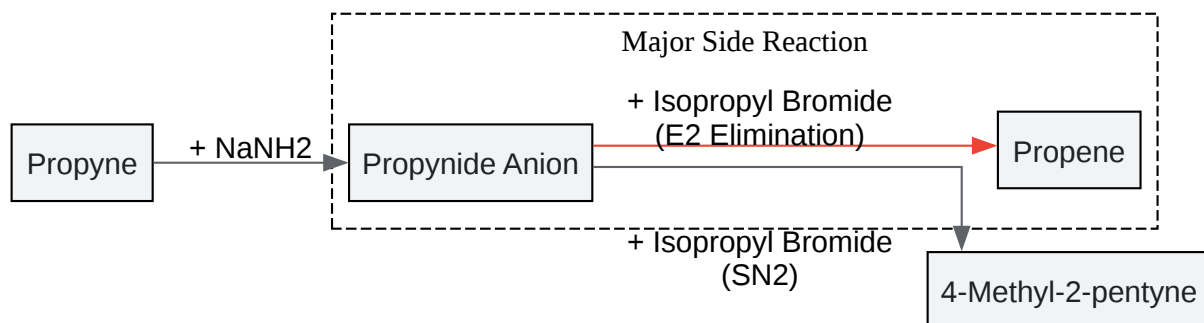 Major Side Reaction
Propyne
+ NaNH2
Propynide Anion
+ Isopropyl Bromide
(E2 Elimination)
Propene
+ Isopropyl Bromide
(SN2)
4-Methyl-2-pentyne